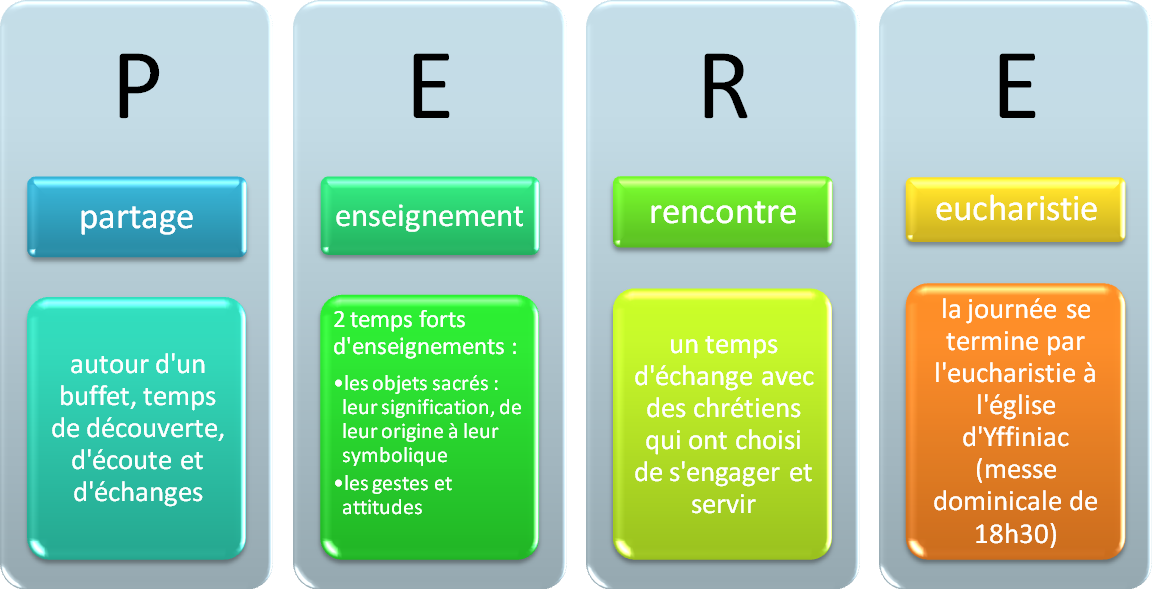 P
partage
autour d'un
buffet, temps
de découverte,
d'écoute et
d'échanges
E
enseignement
2 temps forts
d'enseignements :
•les objets sacrés :
leur signification, de
leur origine à leur
symbolique
•les gestes et
attitudes
R
rencontre
un temps
d'échange avec
des chrétiens
qui ont choisi
de s'engager et
servir
E
eucharistie
la journée se
termine par
l'eucharistie à
l'église
d'Yffiniac
(messe
dominicale de
18h30)